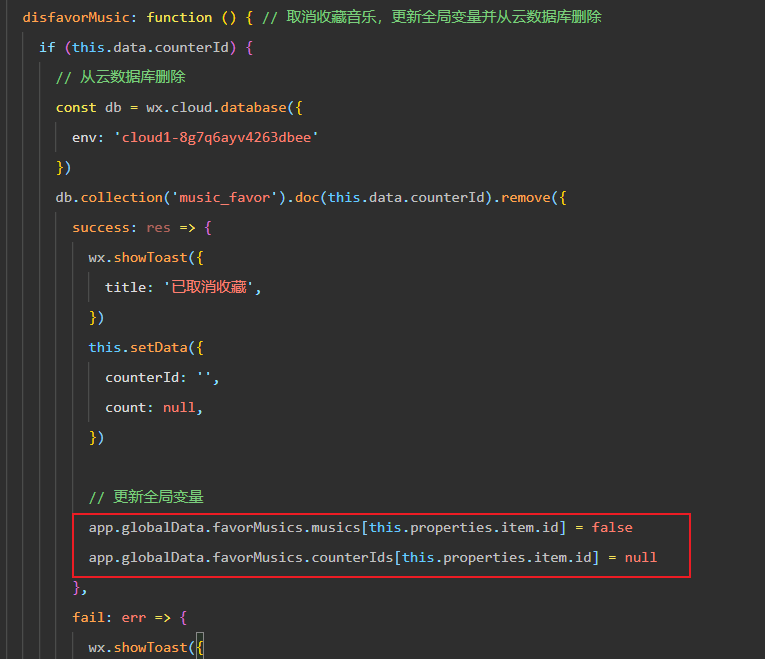 disfavorMusic: function () { // 取消收藏音乐，更新全局变量并从云数据库删除
if (this.data.counterId) {
// 从云数据库删除
const db = wx.cloud.database({
env: 'cloud1-8g7q6ayv4263dbee'
})
db.collection('music_favor').doc(this.data.counterId).remove({
success: res => {
wx.showToast({
title: '已取消收藏',
})
this.setData({
counterId: '',
count: null,
})
// 更新全局变量
app.globalData.favorMusics.musics[this.properties.item.id] = false
app.globalData.favorMusics.counterIds[this.properties.item.id] = null
},
fail: err => {
wx.showToast({